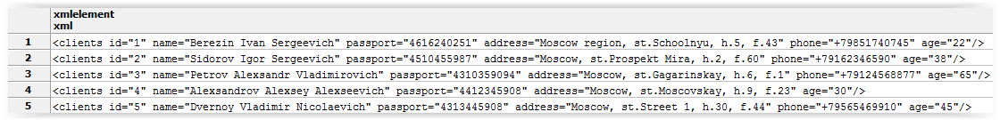 xmlelement
xml
1 <clients id="1" name="Berezin Ivan Sergeevich" passport="4616240251" address="Moscow region, st.Schoolnyu, h.5, f.43" phone="+79851740745" age="22"/>
2 <clients id="2" name="Sidorov Igor Sergeevich" passport="4510455987" address="Moscow, st.Prospekt Mira, h.2, f.60" phone="+79162346590" age="38"/>
3 <clients id="3" name="Petrov Alexsandr Vladimirovich" passport="4310359094" address="Moscow, st.Gagarinskay, h.6, f.1" phone="+79124568877" age="65"/>
4 <clients id="4" name="Alexsandrov Alexsey Alexseevich" passport="4412345908" address="Moscow, st.Moscovskay, h.9, f.23" age="30"/>
5 <clients id="5" name="Dvernoy Vladimir Nicolaevich" passport="4313445908" address="Moscow, st.Street 1, h.30, f.44" phone="+79565469910" age="45"/>